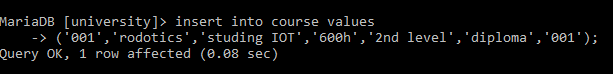 MariaDB [university]> insert into course values
    -> ('001','rodotics','studing IOT','600h','2nd level','diploma','001');
Query OK, 1 row affected (0.08 sec)